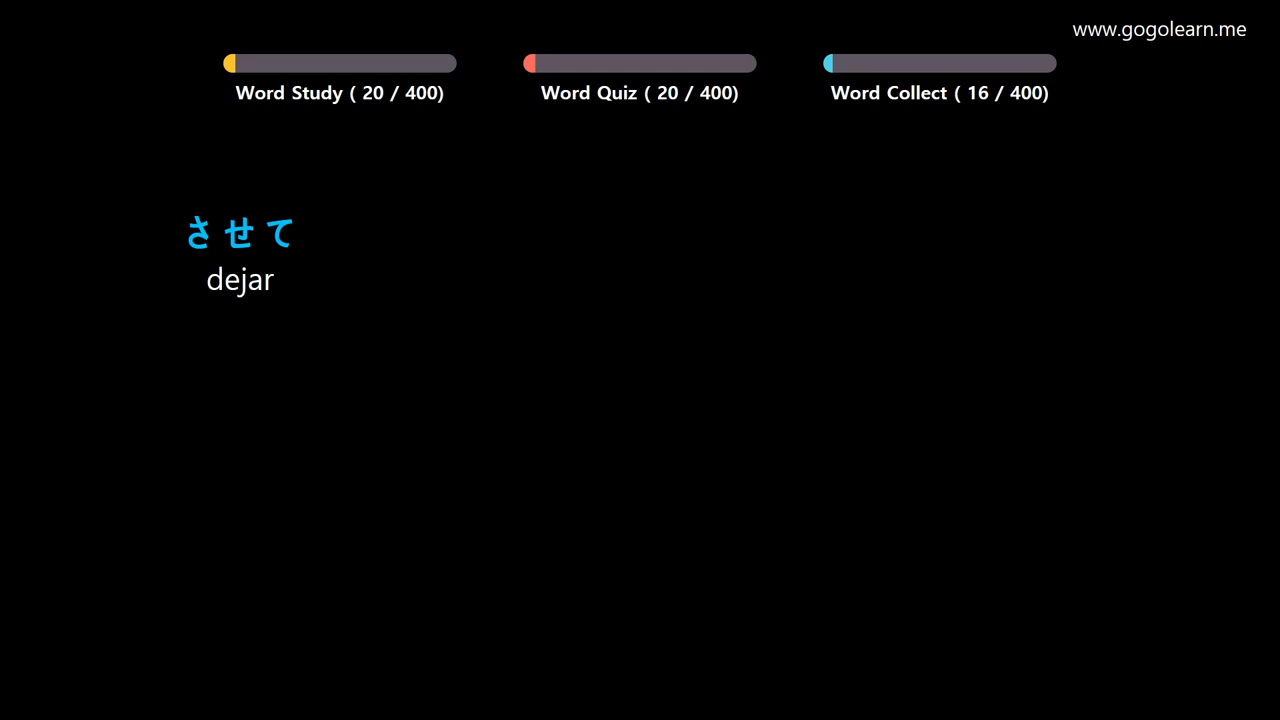 www.gogolearn.me
Word Study ( 20 / 400)
Word Quiz ( 20 / 400)
Word Collect ( 16 / 400)
させて
dejar